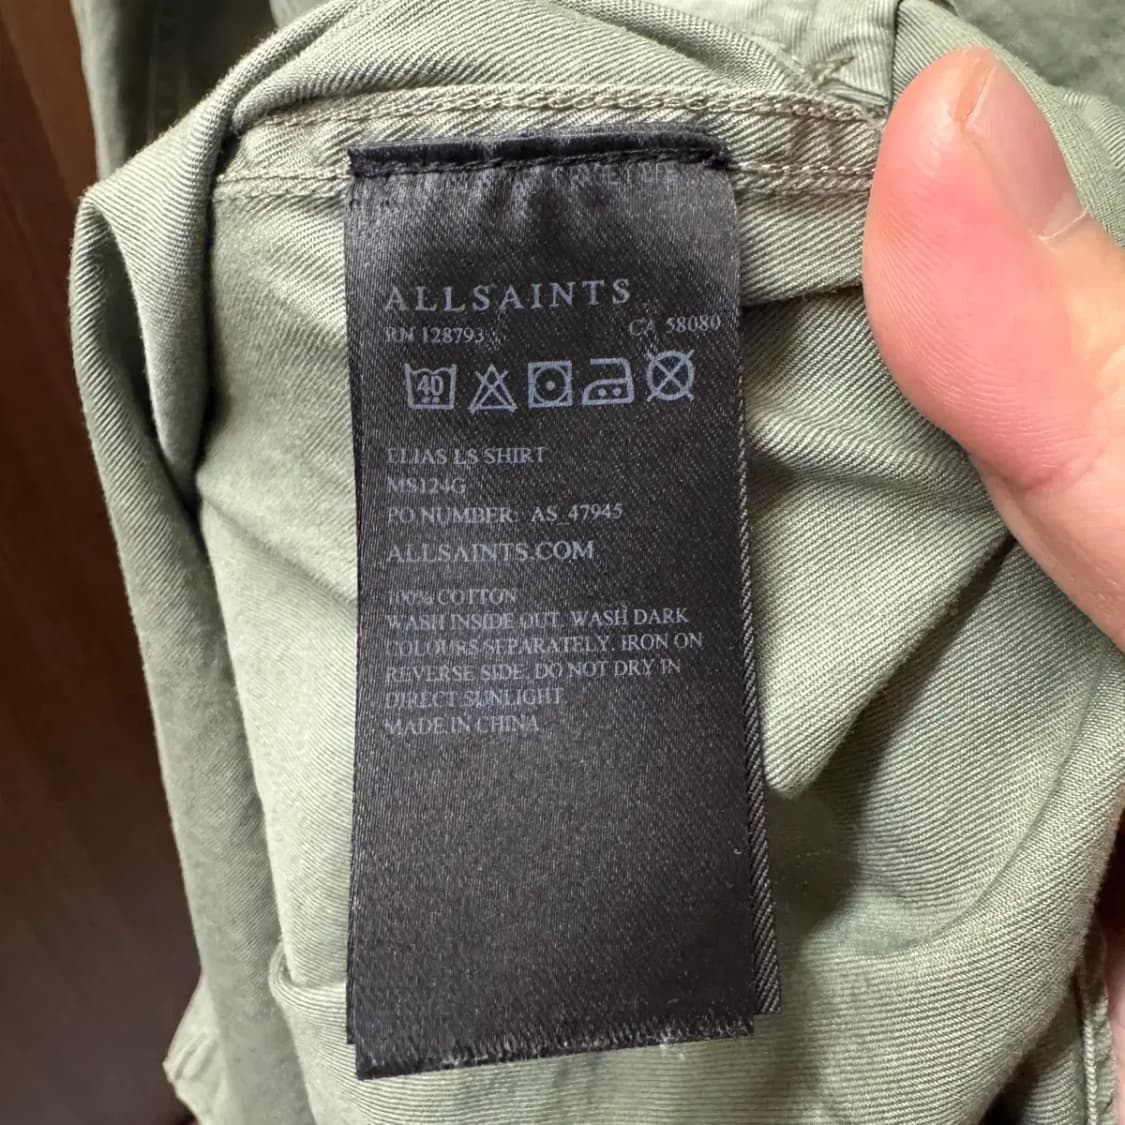 ALLSAINTS
RN 128793 CA 58080
40
ELIAS LS SHIRT
MS124G
PO NUMBER: AS_47945
ALLSAINTS.COM
100% COTTON
WASH INSIDE OUT. WASH DARK
COLOURS SEPARATELY. IRON ON
REVERSE SIDE. DO NOT DRY IN
DIRECT SUNLIGHT
MADE IN CHINA